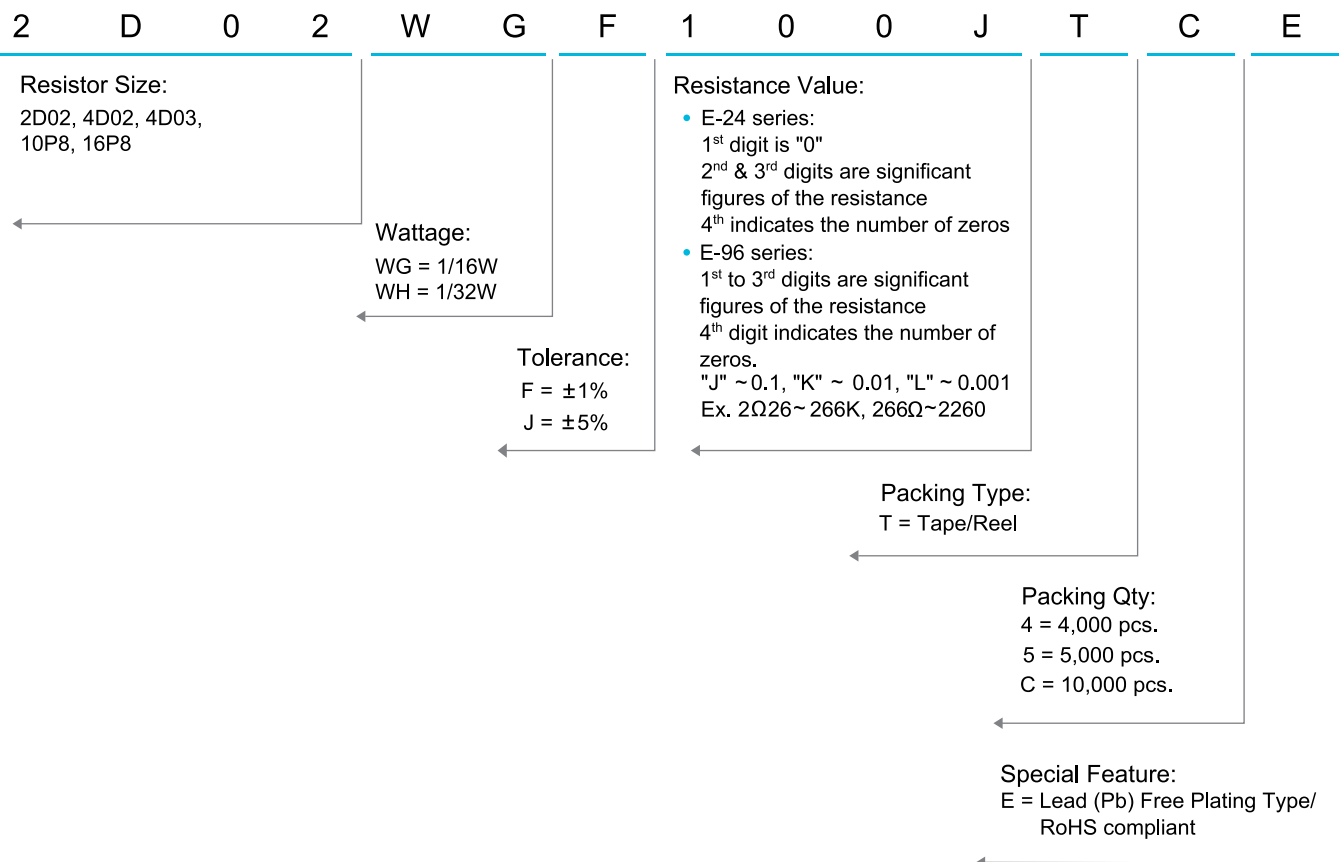 2 D 0 2 W G F 1 0 0 J T C E
Resistor Size:
2D02, 4D02, 4D03,
10P8, 16P8
Wattage:
WG = 1/16W
WH = 1/32W
Tolerance:
F = ±1%
J = ±5%
Resistance Value:
• E-24 series:
1st digit is "0"
2nd & 3rd digits are significant
figures of the resistance
4th indicates the number of zeros
• E-96 series:
1st to 3rd digits are significant
figures of the resistance
4th digit indicates the number of
zeros.
"J" ~ 0.1, "K" ~ 0.01, "L" ~ 0.001
Ex. 2Ω26~ 266K, 266Ω~2260
Packing Type:
T = Tape/Reel
Packing Qty:
4 = 4,000 pcs.
5 = 5,000 pcs.
C = 10,000 pcs.
Special Feature:
E = Lead (Pb) Free Plating Type/
RoHS compliant